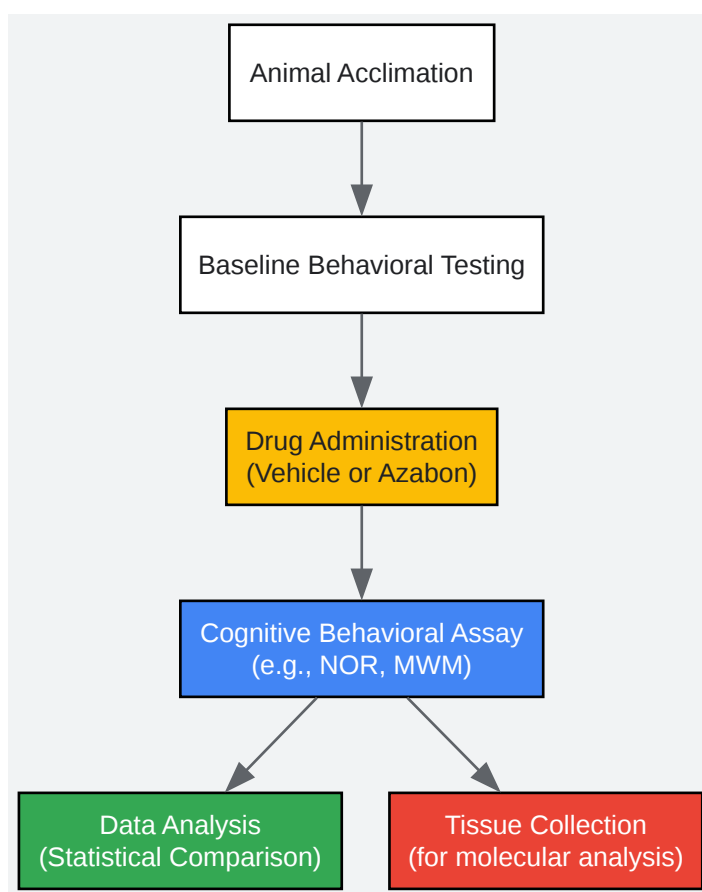 Animal Acclimation
Baseline Behavioral Testing
Drug Administration
(Vehicle or Azabon)
Cognitive Behavioral Assay
(e.g., NOR, MWM)
Data Analysis
(Statistical Comparison)
Tissue Collection
(for molecular analysis)